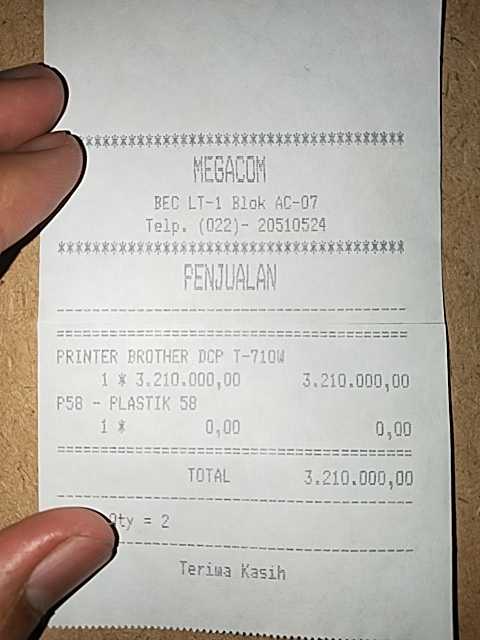 *********************************
MEGACOM
BEC LT-1 Blok AC-07
Telp. (022)- 20510524
*********************************
PENJUALAN
---------------------------------
=================================
PRINTER BROTHER DCP T-710W
1 * 3.210.000,00 3.210.000,00
P58 - PLASTIK 58
1 * 0,00 0,00
=================================
TOTAL 3.210.000,00
---------------------------------
Qty = 2
---------------------------------
Terima Kasih